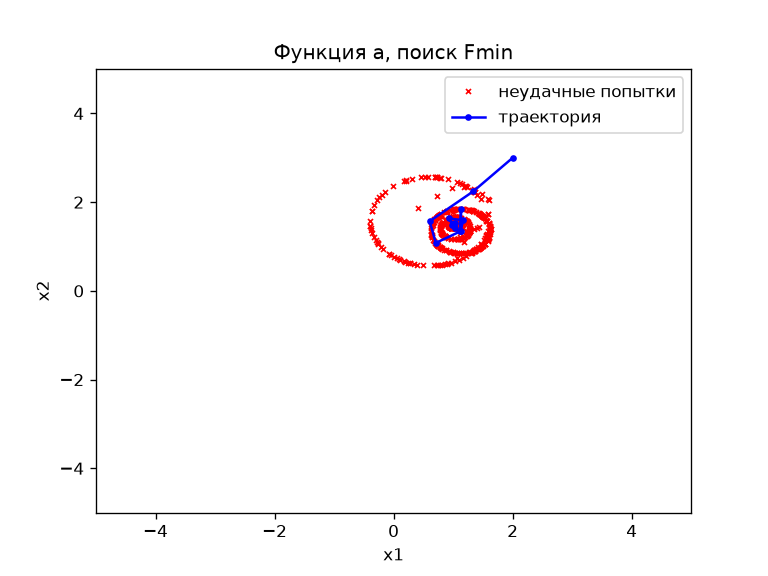 Функция a, поиск Fmin
неудачные попытки
траектория
4
2
0
−2
−4
x2
−4
−2
0
2
4
x1